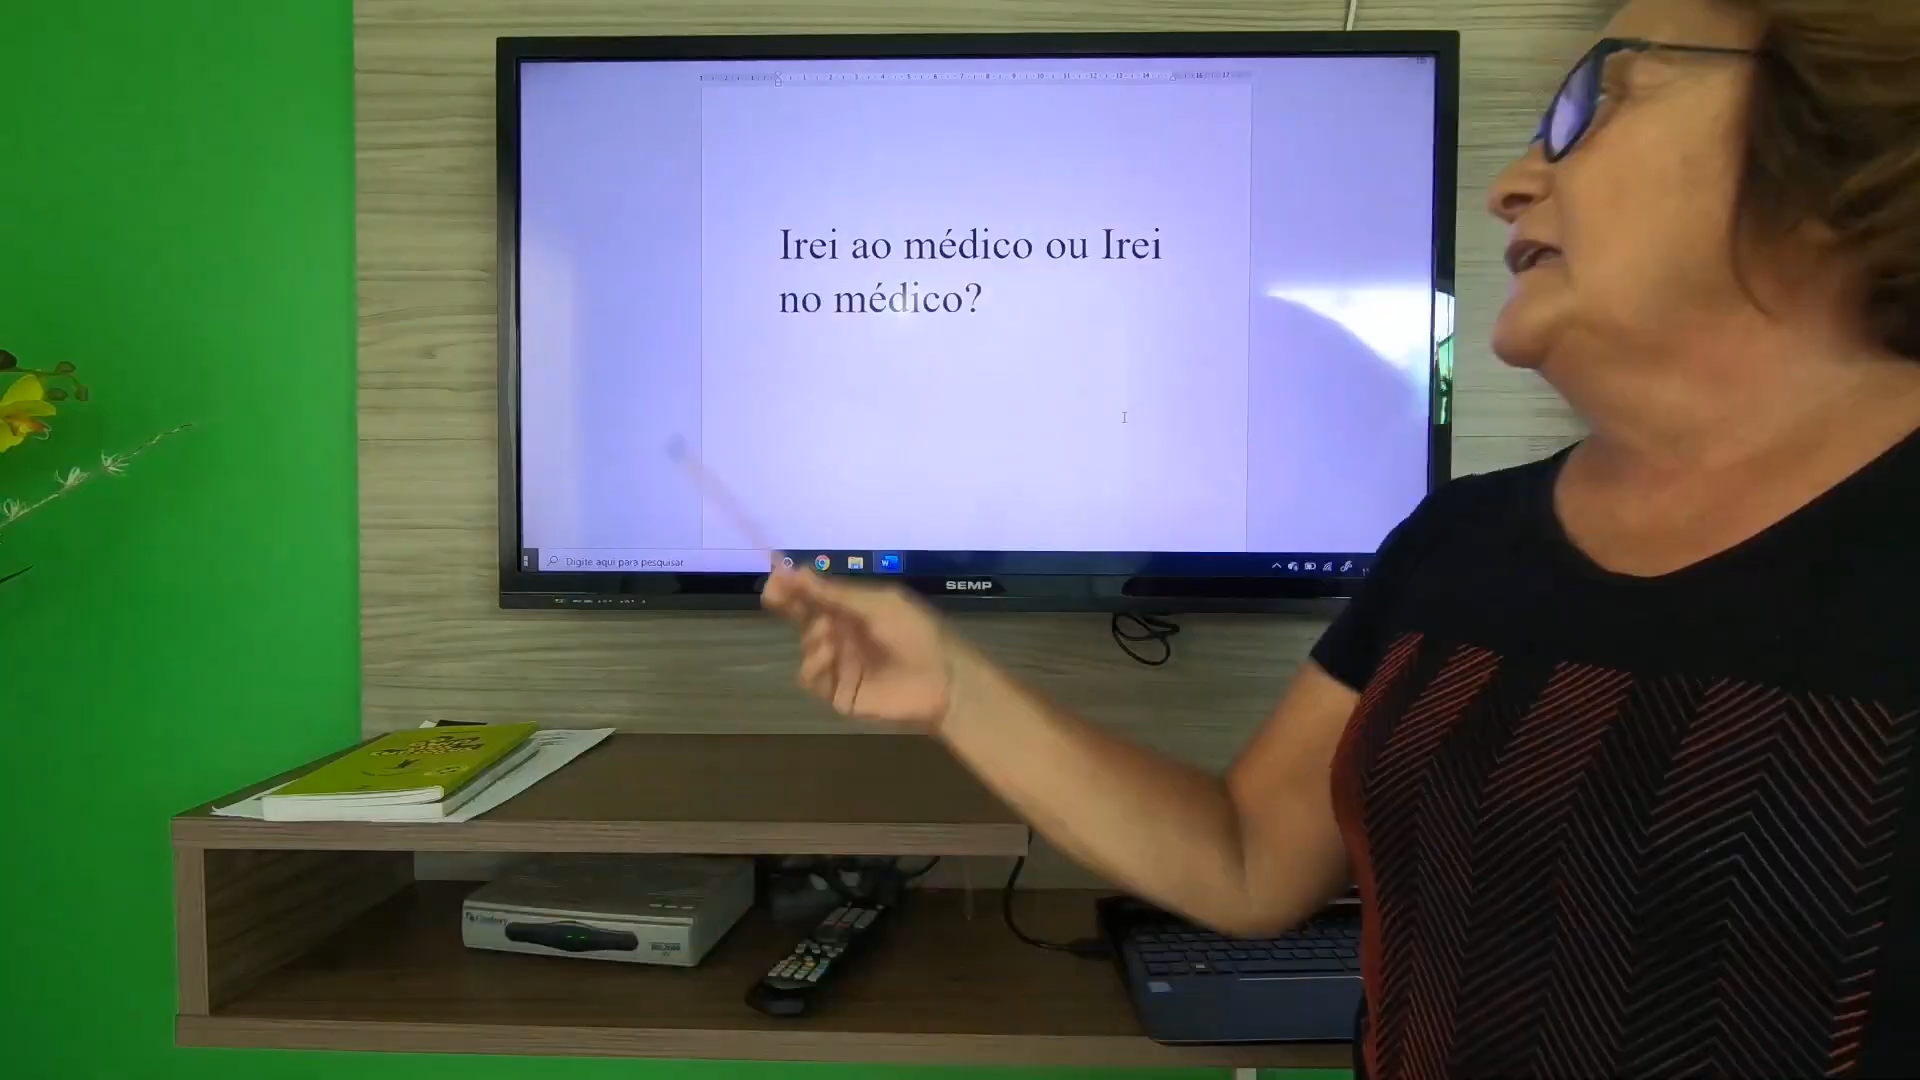 Irei ao médico ou Irei
no médico?
Digite aqui para pesquisar
SEMP